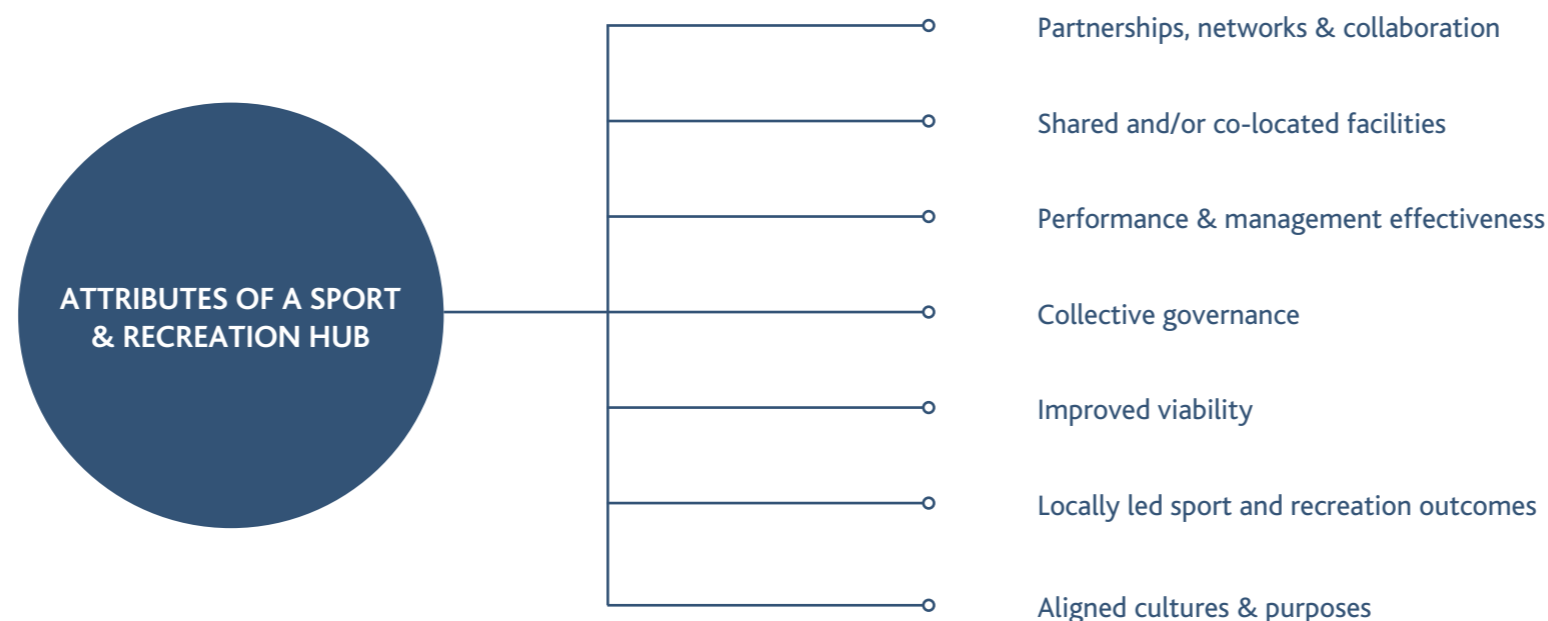 ATTRIBUTES OF A SPORT
& RECREATION HUB
Partnerships, networks & collaboration
Shared and/or co-located facilities
Performance & management effectiveness
Collective governance
Improved viability
Locally led sport and recreation outcomes
Aligned cultures & purposes